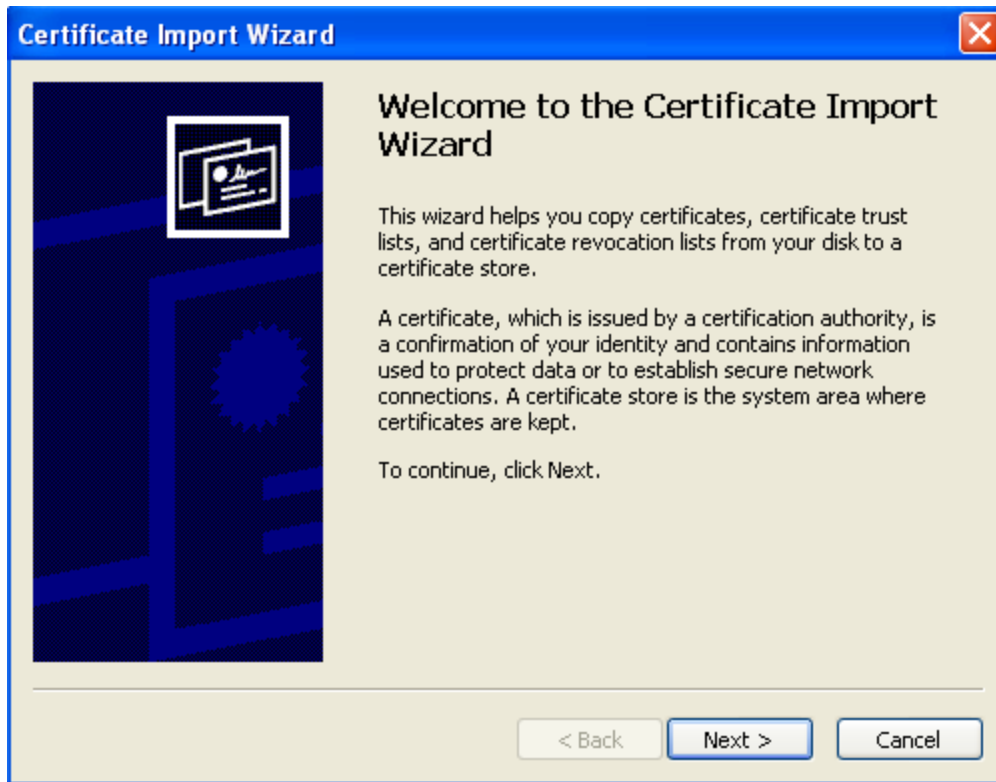 Certificate Import Wizard
Welcome to the Certificate Import
Wizard
This wizard helps you copy certificates, certificate trust
lists, and certificate revocation lists from your disk to a
certificate store.
A certificate, which is issued by a certification authority, is
a confirmation of your identity and contains information
used to protect data or to establish secure network
connections. A certificate store is the system area where
certificates are kept.
To continue, click Next.
< Back
Next >
Cancel